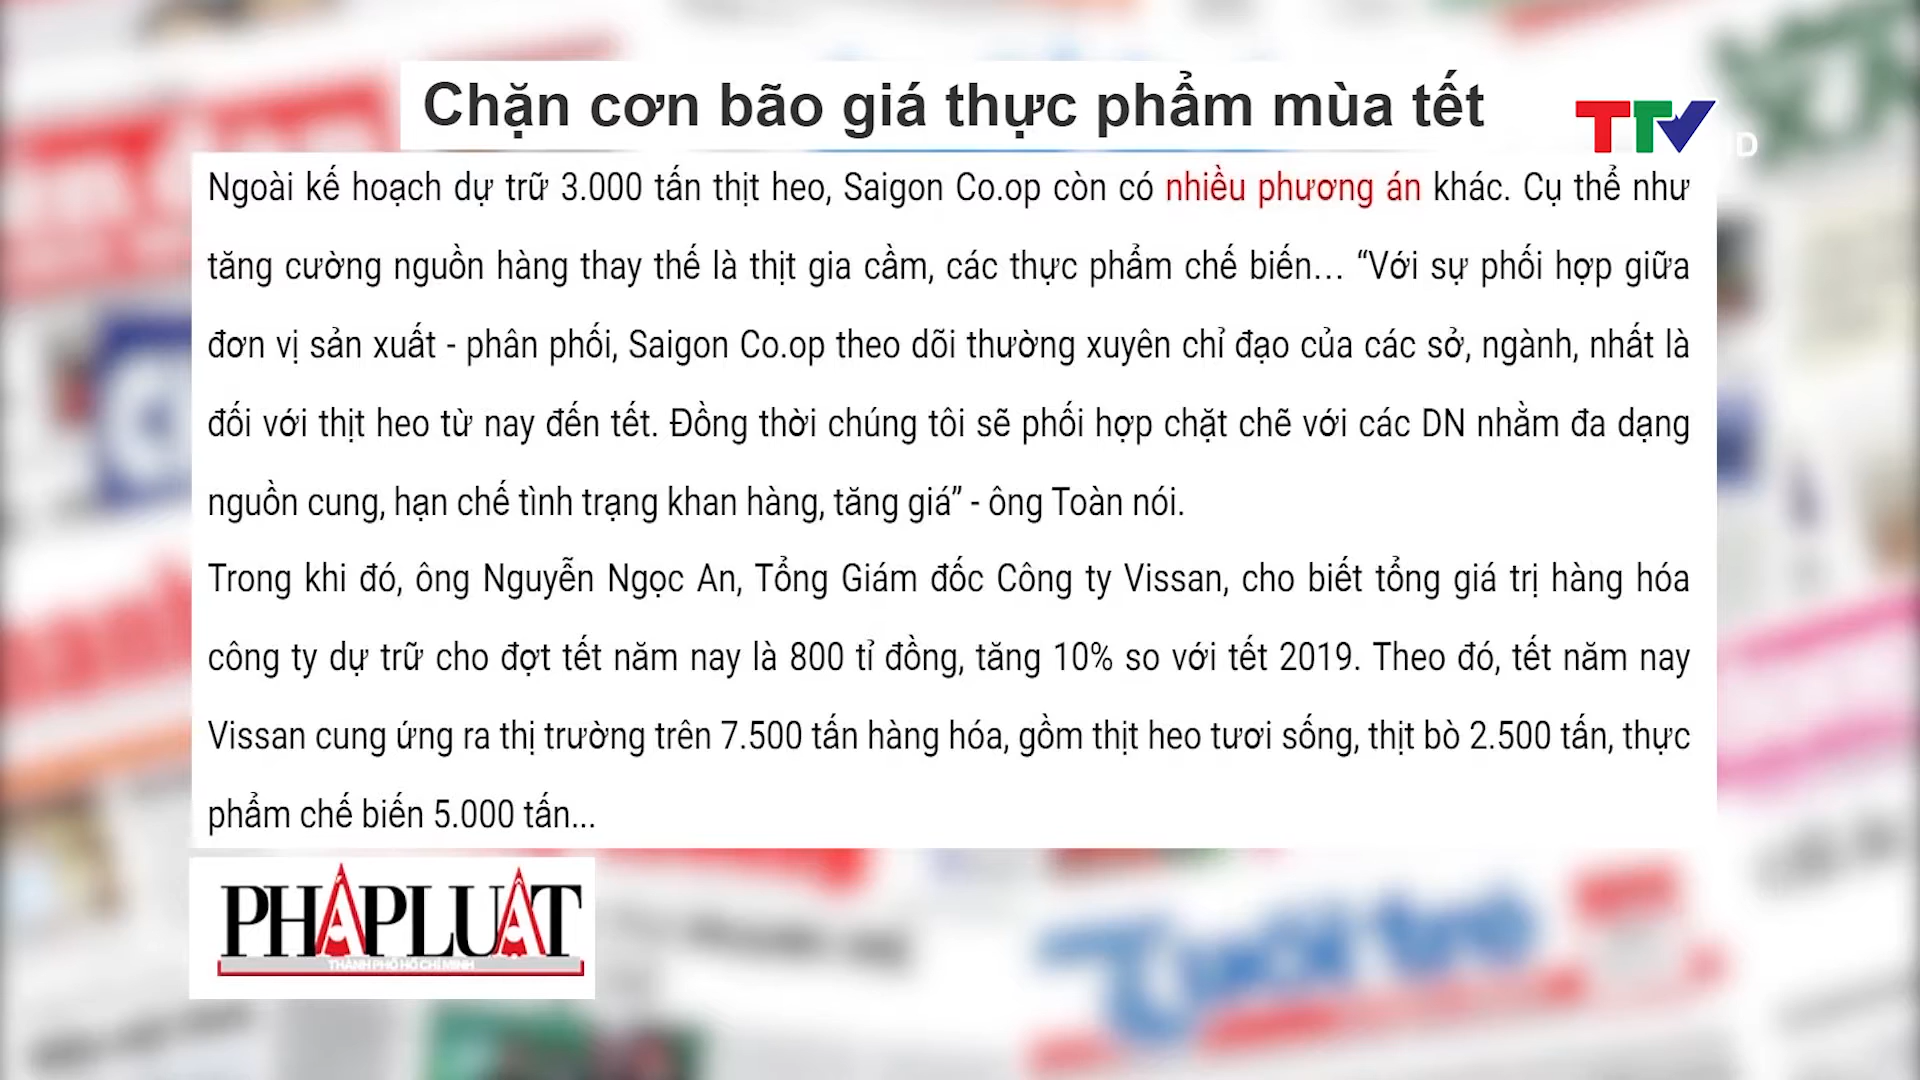 Chặn cơn bão giá thực phẩm mùa tết
TTV HD
Ngoài kế hoạch dự trữ 3.000 tấn thịt heo, Saigon Co.op còn có nhiều phương án khác. Cụ thể như
tăng cường nguồn hàng thay thế là thịt gia cầm, các thực phẩm chế biến... “Với sự phối hợp giữa
đơn vị sản xuất - phân phối, Saigon Co.op theo dõi thường xuyên chỉ đạo của các sở, ngành, nhất là
đối với thịt heo từ nay đến tết. Đồng thời chúng tôi sẽ phối hợp chặt chẽ với các DN nhằm đa dạng
nguồn cung, hạn chế tình trạng khan hàng, tăng giá” - ông Toàn nói.
Trong khi đó, ông Nguyễn Ngọc An, Tổng Giám đốc Công ty Vissan, cho biết tổng giá trị hàng hóa
công ty dự trữ cho đợt tết năm nay là 800 tỉ đồng, tăng 10% so với tết 2019. Theo đó, tết năm nay
Vissan cung ứng ra thị trường trên 7.500 tấn hàng hóa, gồm thịt heo tươi sống, thịt bò 2.500 tấn, thực
phẩm chế biến 5.000 tấn...
PHÁP LUẬT
THÀNH PHỐ HỒ CHÍ MINH
Tuổi trẻ